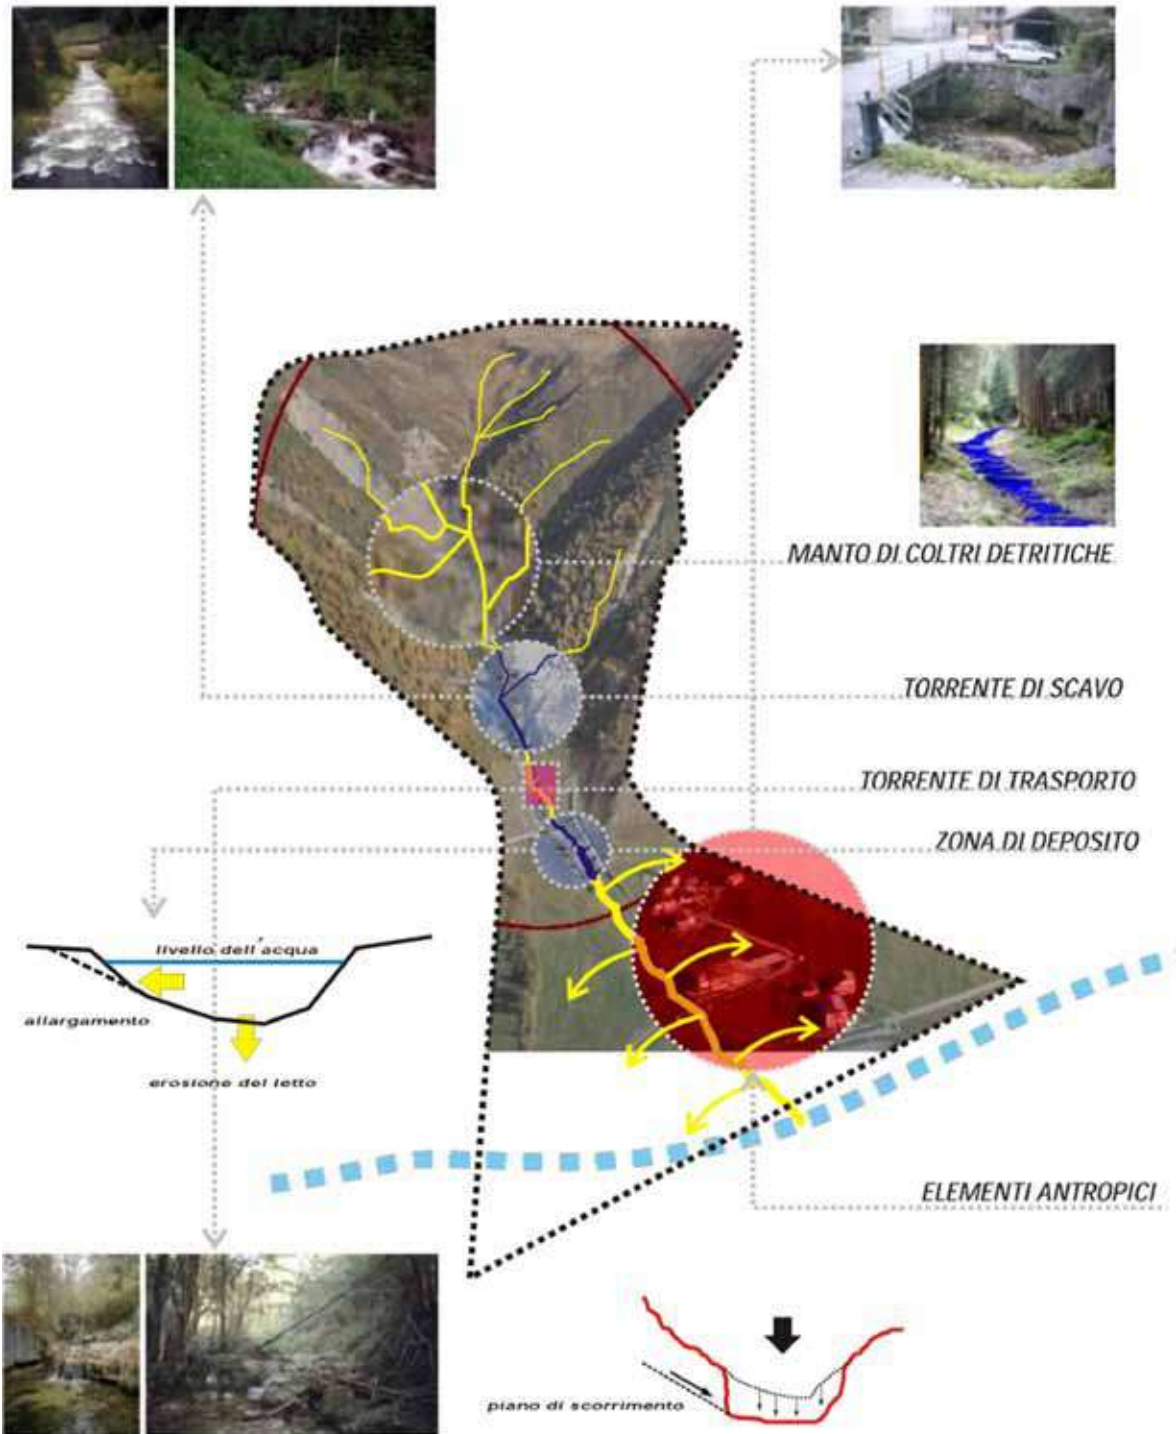 MANTO DI COLTRI DETRITICHE
TORRENTE DI SCAVO
TORRENTE DI TRASPORTO
ZONA DI DEPOSITO
livello dell'acqua
allargamento
erosione del letto
ELEMENTI ANTROPICI
piano di scorrimento